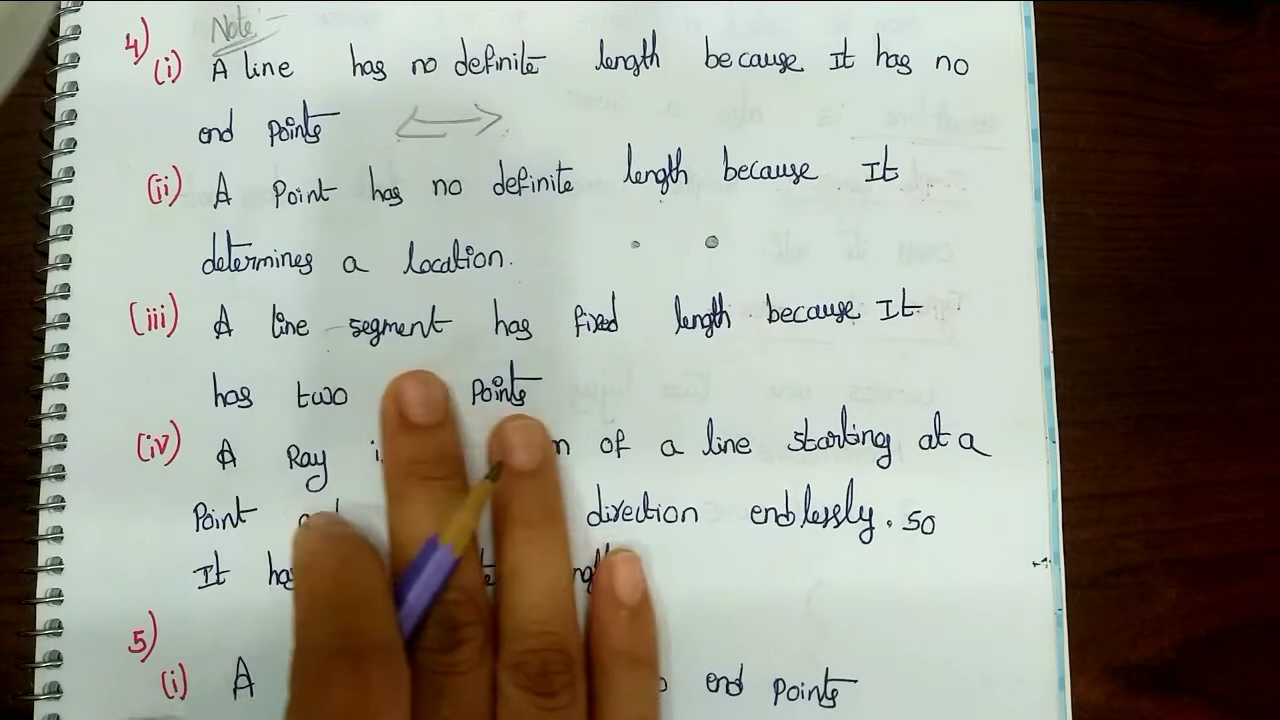 Note :-
4)
(i) A line has no definite length because It has no
end points
(ii) A Point has no definite length because It
determines a location.
(iii) A line segment has fixed length because It
has two points
(iv) A Ray of a line starting at a
Point direction endlessly. so
It
5)
(i) A end points